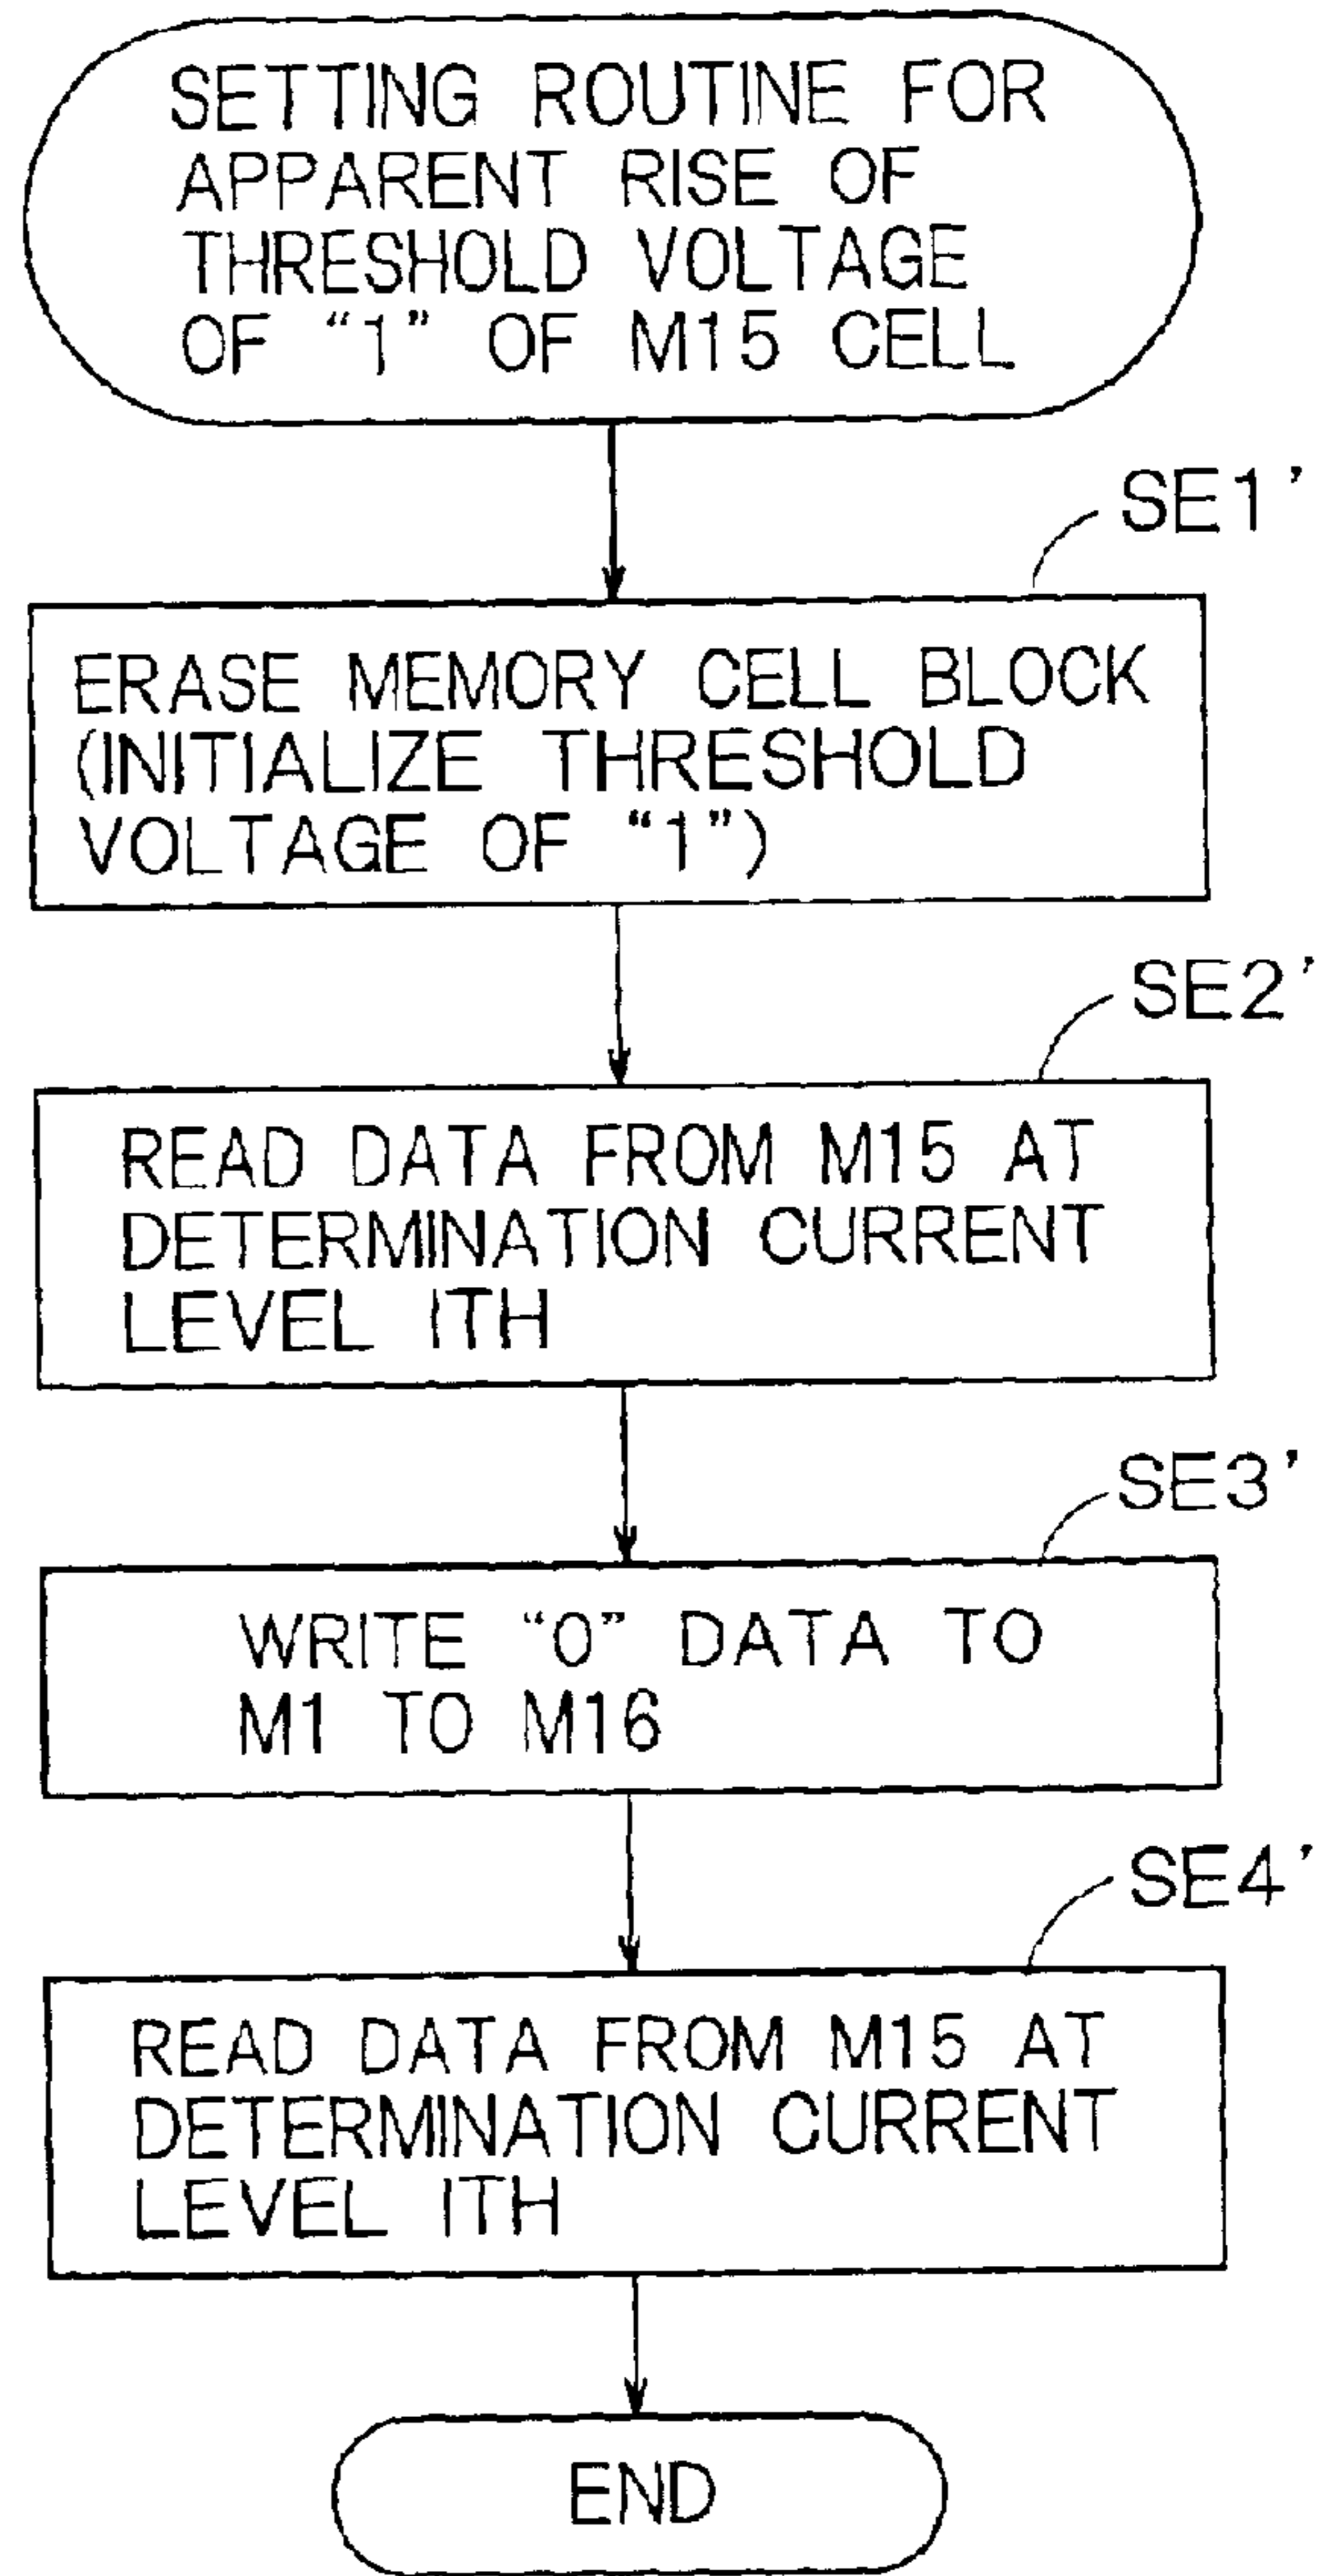 SETTING ROUTINE FOR
APPARENT RISE OF
THRESHOLD VOLTAGE
OF “1” OF M15 CELL
SE1’
ERASE MEMORY CELL BLOCK
(INITIALIZE THRESHOLD
VOLTAGE OF “1”)
SE2’
READ DATA FROM M15 AT
DETERMINATION CURRENT
LEVEL ITH
SE3’
WRITE “0” DATA TO
M1 TO M16
SE4’
READ DATA FROM M15 AT
DETERMINATION CURRENT
LEVEL ITH
END